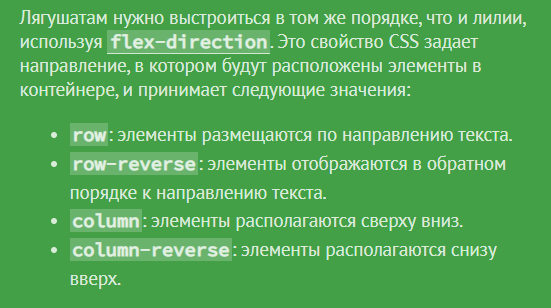 Лягушатам нужно выстроиться в том же порядке, что и лилии,
используя flex-direction. Это свойство CSS задает
направление, в котором будут расположены элементы в
контейнере, и принимает следующие значения:
• row: элементы размещаются по направлению текста.
• row-reverse: элементы отображаются в обратном
порядке к направлению текста.
• column: элементы располагаются сверху вниз.
• column-reverse: элементы располагаются снизу
вверх.